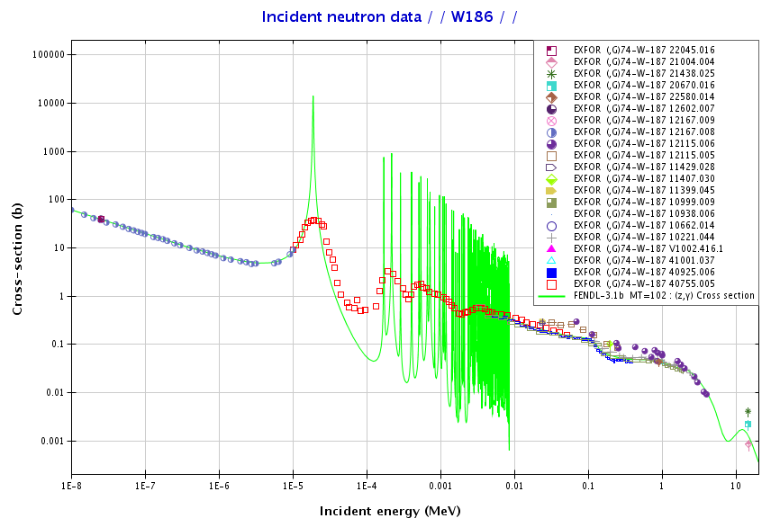 Incident neutron data / / W186 / /
100000
10000
1000
100
10
1
0.1
0.01
0.001
Cross-section (b)
1E-8
1E-7
1E-6
1E-5
1E-4
0.001
0.01
0.1
1
10
Incident energy (MeV)
EXFOR (,G)74-W-187 22045.016
EXFOR (,G)74-W-187 21004.004
EXFOR (,G)74-W-187 21438.025
EXFOR (,G)74-W-187 20670.016
EXFOR (,G)74-W-187 22580.014
EXFOR (,G)74-W-187 12602.007
EXFOR (,G)74-W-187 12167.009
EXFOR (,G)74-W-187 12167.008
EXFOR (,G)74-W-187 12115.006
EXFOR (,G)74-W-187 12115.005
EXFOR (,G)74-W-187 11429.028
EXFOR (,G)74-W-187 11407.030
EXFOR (,G)74-W-187 11399.045
EXFOR (,G)74-W-187 10999.009
EXFOR (,G)74-W-187 10938.006
EXFOR (,G)74-W-187 10662.014
EXFOR (,G)74-W-187 10221.044
EXFOR (,G)74-W-187 V1002.416.1
EXFOR (,G)74-W-187 41001.037
EXFOR (,G)74-W-187 40925.006
EXFOR (,G)74-W-187 40755.005
FENDL-3.1b MT=102 : (z,γ) Cross section